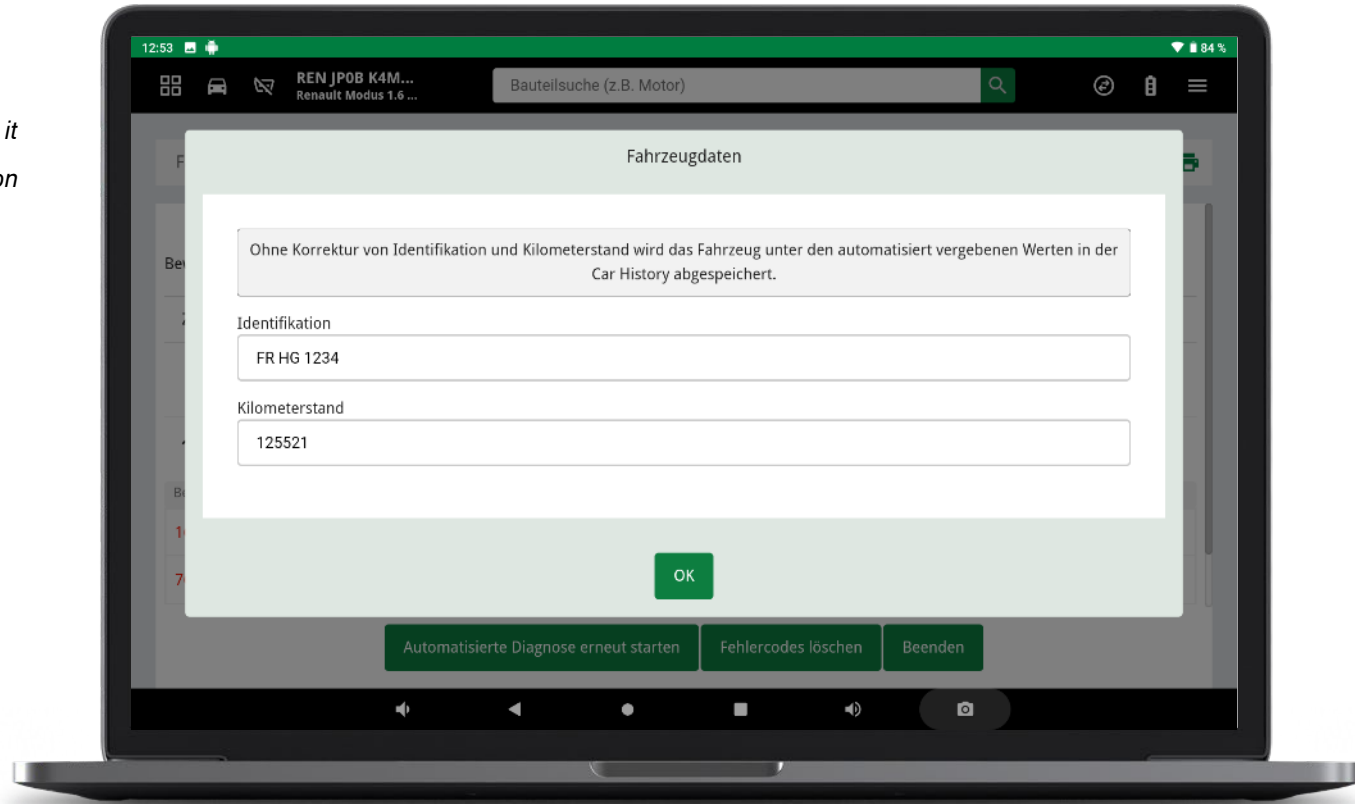 it
on
12:53
84 %
REN JP0B K4M...
Renault Modus 1.6 ...
Bauteilsuche (z.B. Motor)
Fahrzeugdaten
Ohne Korrektur von Identifikation und Kilometerstand wird das Fahrzeug unter den automatisiert vergebenen Werten in der
Car History abgespeichert.
Identifikation
FR HG 1234
Kilometerstand
125521
OK
Automatisierte Diagnose erneut starten
Fehlercodes löschen
Beenden